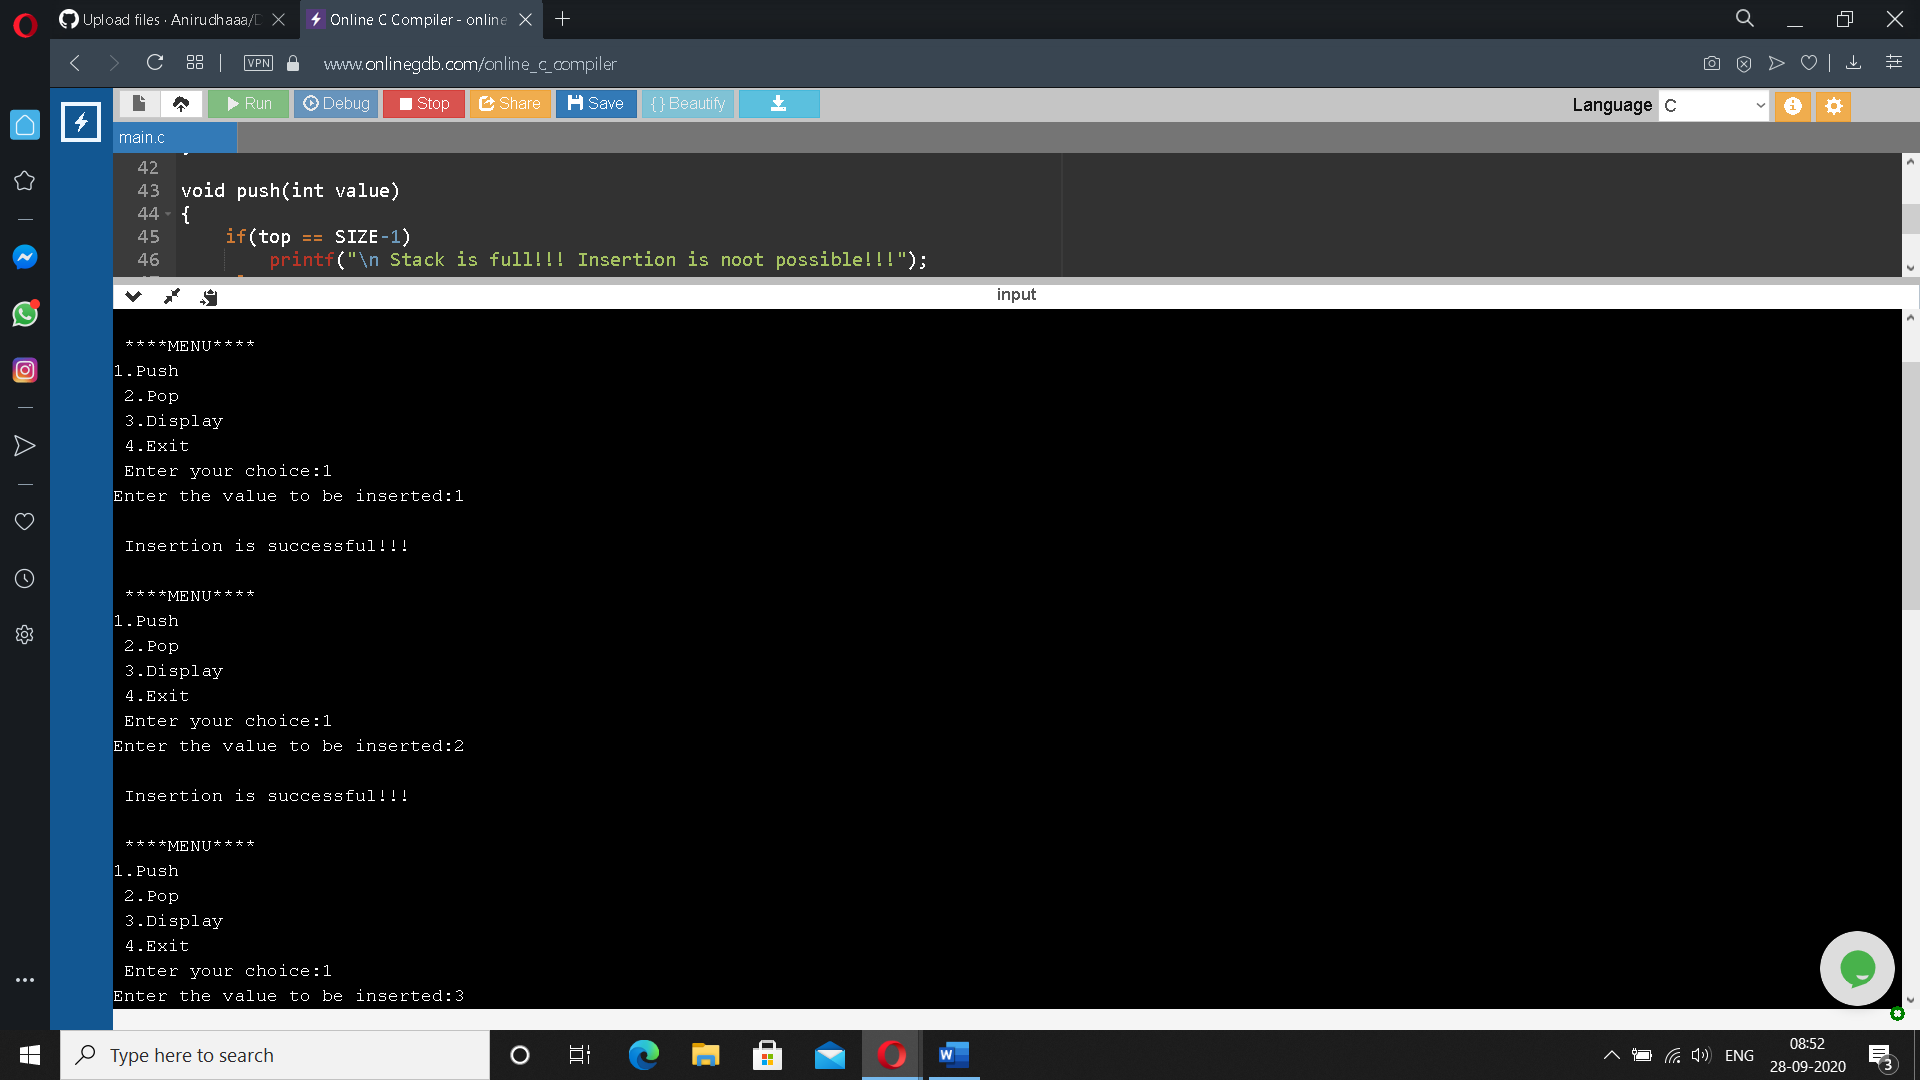 Upload files · Anirudhaaa/D
Online C Compiler - online
VPN
www.onlinegdb.com/online_c_compiler
Run
Debug
Stop
Share
Save
{ } Beautify
Language
C
main.c
42
43 void push(int value)
44 {
45 if(top == SIZE-1)
46 printf("\n Stack is full!!! Insertion is noot possible!!!");
input
****MENU****
1.Push
2.Pop
3.Display
4.Exit
Enter your choice:1
Enter the value to be inserted:1
Insertion is successful!!!
****MENU****
1.Push
2.Pop
3.Display
4.Exit
Enter your choice:1
Enter the value to be inserted:2
Insertion is successful!!!
****MENU****
1.Push
2.Pop
3.Display
4.Exit
Enter your choice:1
Enter the value to be inserted:3
Type here to search
W
ENG
08:52
28-09-2020
3